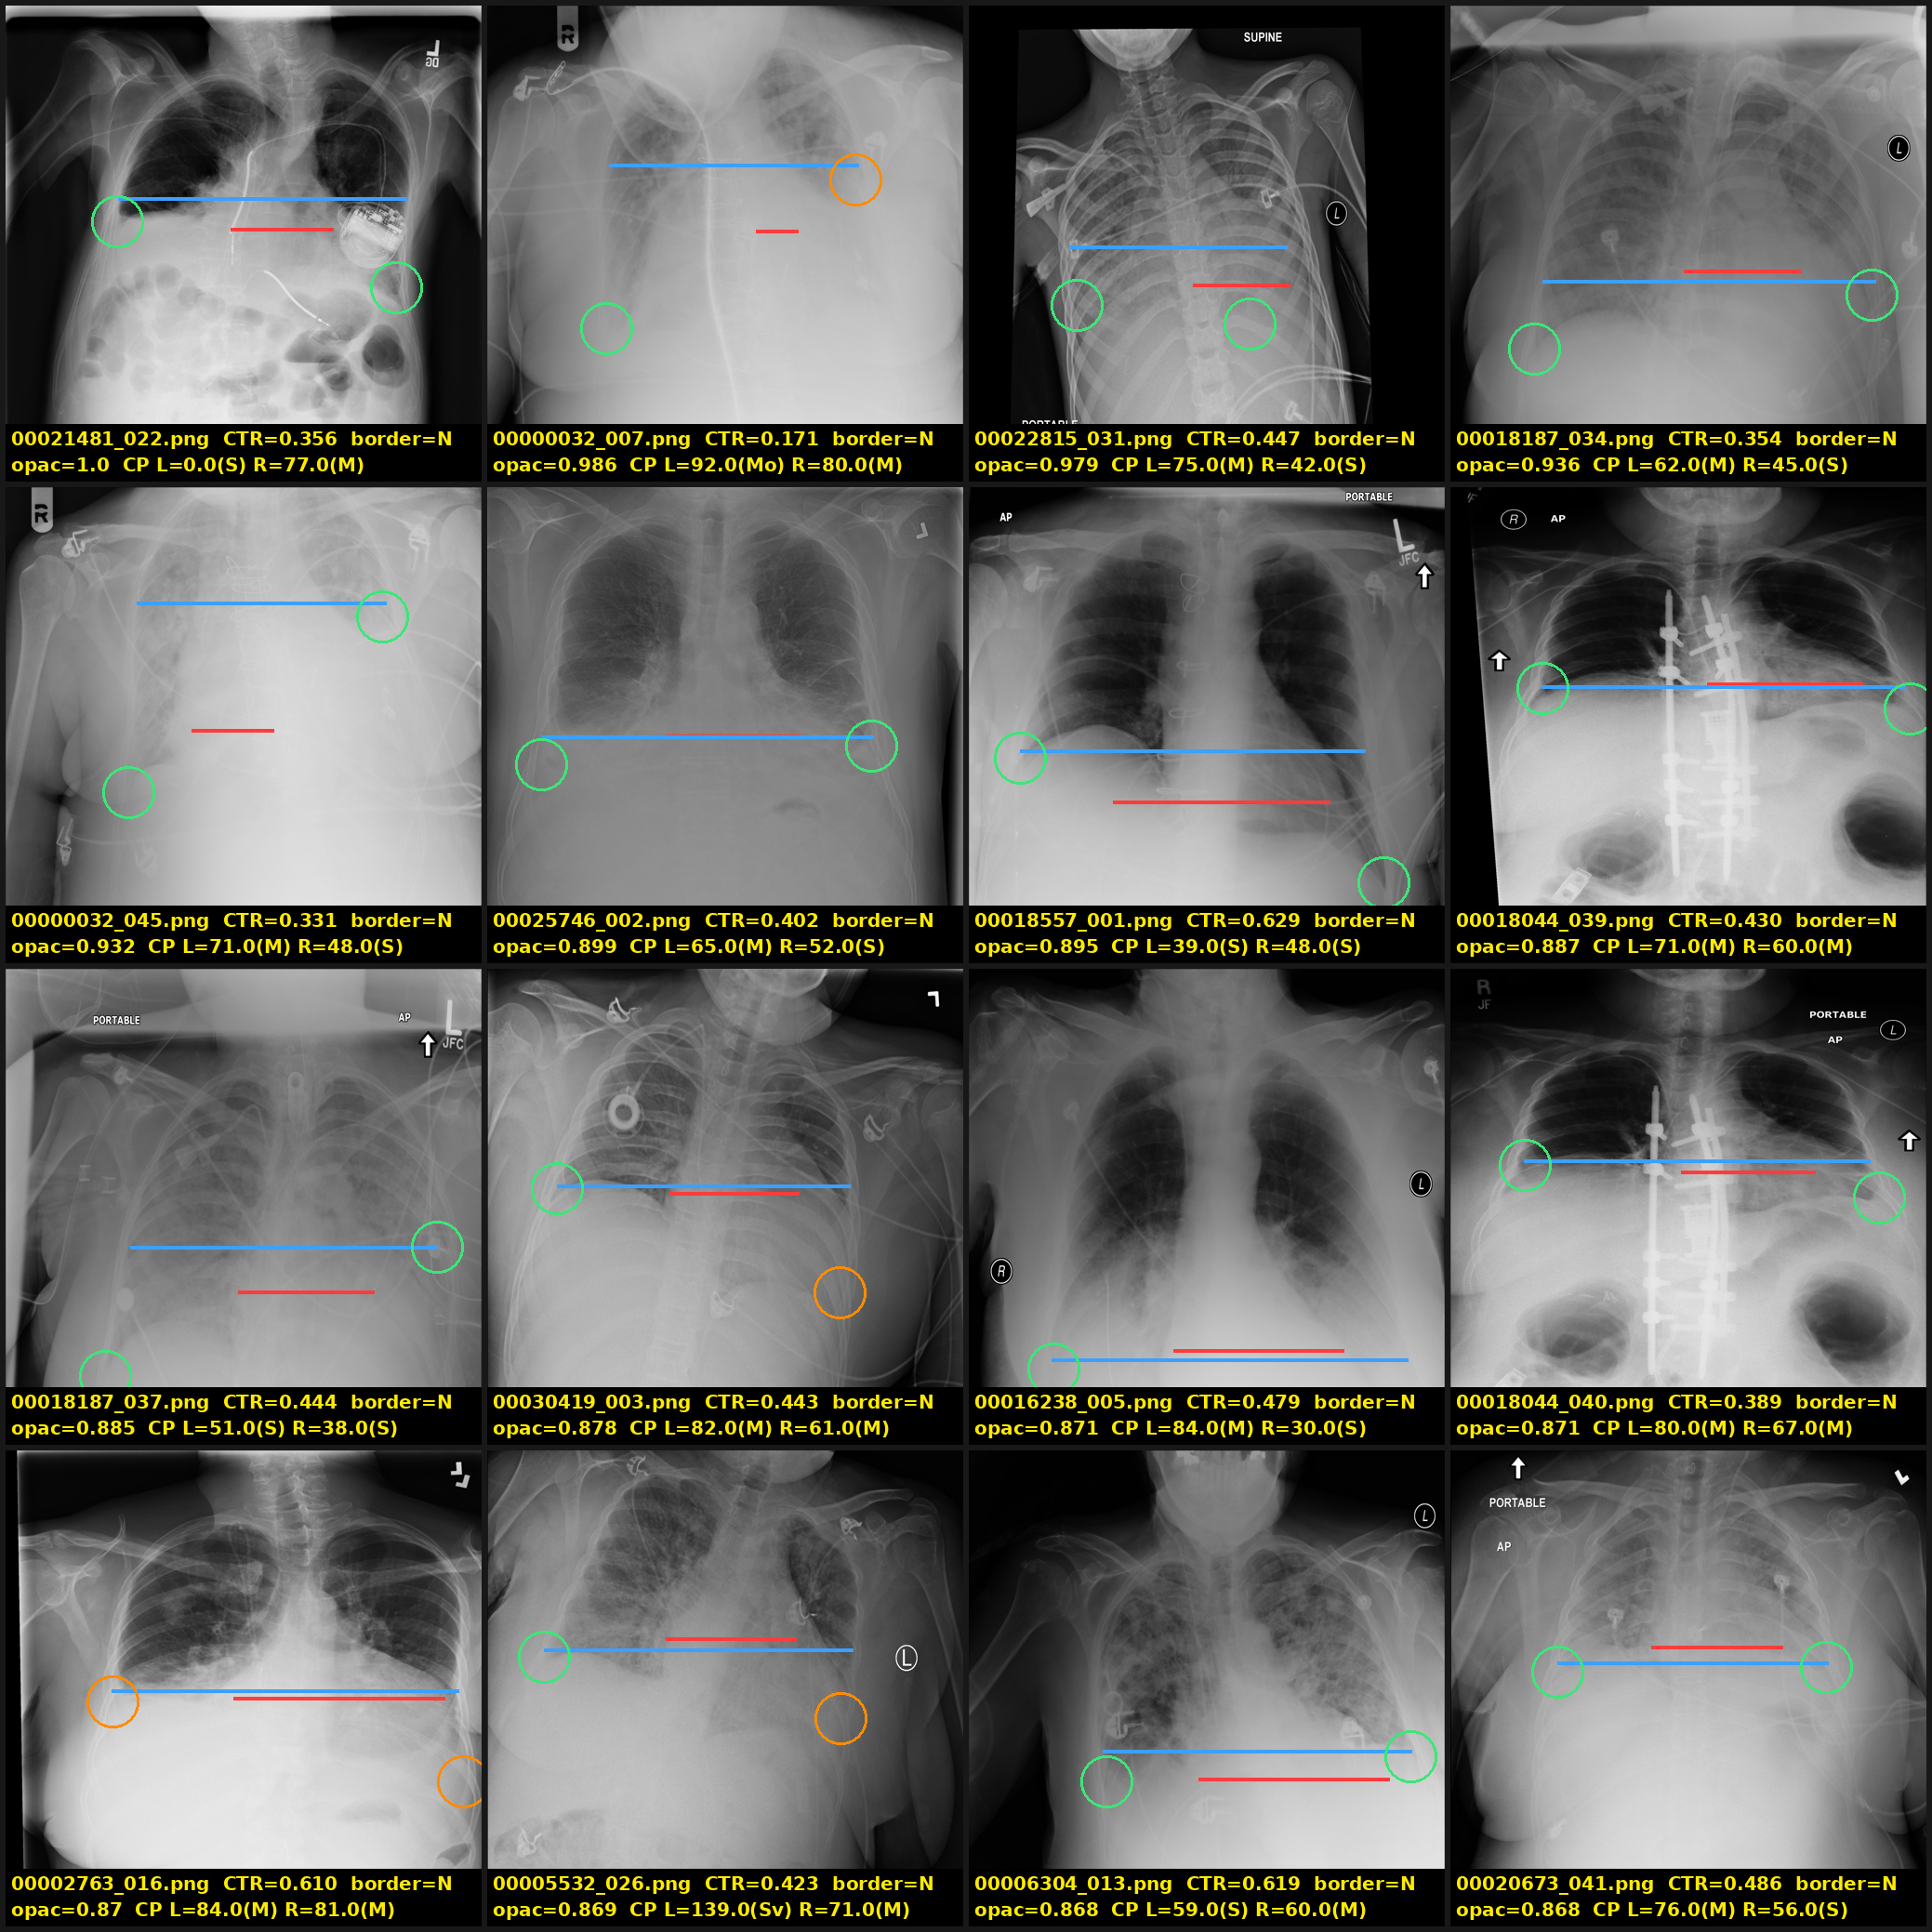 DG
R
SUPINE
L
PORTABLE
L
00021481_022.png CTR=0.356 border=N
opac=1.0 CP L=0.0(S) R=77.0(M)
00000032_007.png CTR=0.171 border=N
opac=0.986 CP L=92.0(Mo) R=80.0(M)
00022815_031.png CTR=0.447 border=N
opac=0.979 CP L=75.0(M) R=42.0(S)
00018187_034.png CTR=0.354 border=N
opac=0.936 CP L=62.0(M) R=45.0(S)
R
L
AP
PORTABLE
L
JFC
R AP
00000032_045.png CTR=0.331 border=N
opac=0.932 CP L=71.0(M) R=48.0(S)
00025746_002.png CTR=0.402 border=N
opac=0.899 CP L=65.0(M) R=52.0(S)
00018557_001.png CTR=0.629 border=N
opac=0.895 CP L=39.0(S) R=48.0(S)
00018044_039.png CTR=0.430 border=N
opac=0.887 CP L=71.0(M) R=60.0(M)
PORTABLE
AP
L
JFC
L
L
R
R
JF
PORTABLE
L
AP
00018187_037.png CTR=0.444 border=N
opac=0.885 CP L=51.0(S) R=38.0(S)
00030419_003.png CTR=0.443 border=N
opac=0.878 CP L=82.0(M) R=61.0(M)
00016238_005.png CTR=0.479 border=N
opac=0.871 CP L=84.0(M) R=30.0(S)
00018044_040.png CTR=0.389 border=N
opac=0.871 CP L=80.0(M) R=67.0(M)
L
L
PORTABLE
AP
L
00002763_016.png CTR=0.610 border=N
opac=0.87 CP L=84.0(M) R=81.0(M)
00005532_026.png CTR=0.423 border=N
opac=0.869 CP L=139.0(Sv) R=71.0(M)
00006304_013.png CTR=0.619 border=N
opac=0.868 CP L=59.0(S) R=60.0(M)
00020673_041.png CTR=0.486 border=N
opac=0.868 CP L=76.0(M) R=56.0(S)